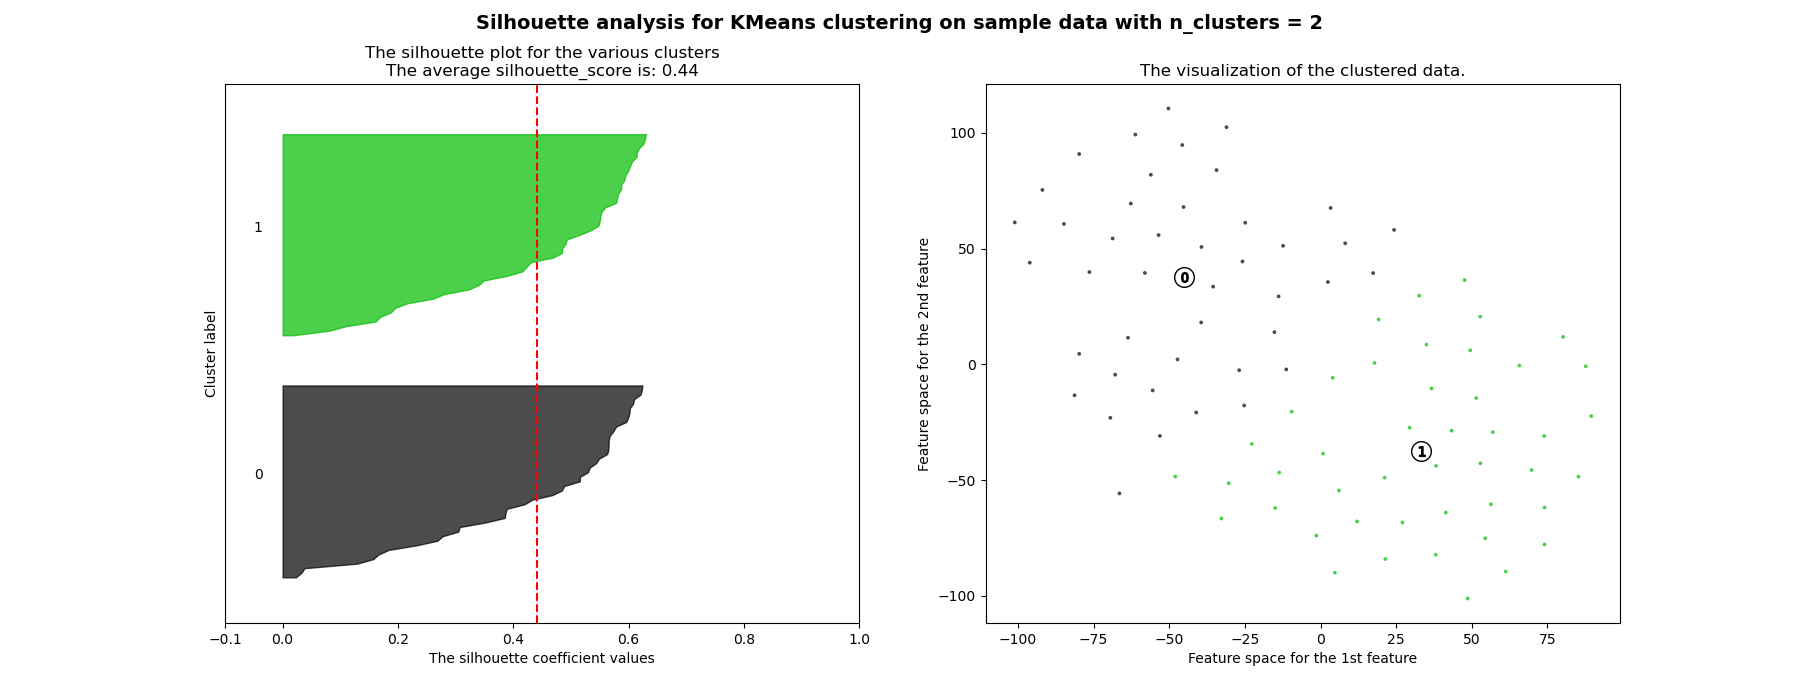 Silhouette analysis for KMeans clustering on sample data with n_clusters = 2
The silhouette plot for the various clusters
The average silhouette_score is: 0.44
1
0
Cluster label
−0.1 0.0 0.2 0.4 0.6 0.8 1.0
The silhouette coefficient values
The visualization of the clustered data.
100
50
0
−50
−100
Feature space for the 2nd feature
0
1
−100 −75 −50 −25 0 25 50 75
Feature space for the 1st feature